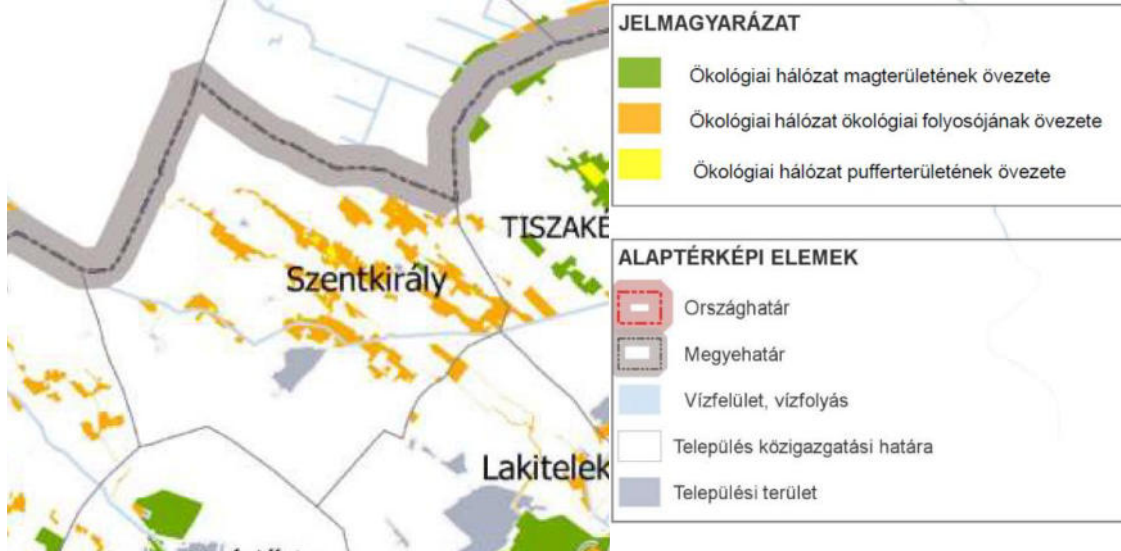 TISZAKÉ
Szentkirály
Lakitelek
JELMAGYARÁZAT
Ökológiai hálózat magterületének övezete
Ökológiai hálózat ökológiai folyosójának övezete
Ökológiai hálózat pufferterületének övezete
ALAPTÉRKÉPI ELEMEK
Országhatár
Megyehatár
Vízfelület, vízfolyás
Település közigazgatási határa
Települési terület